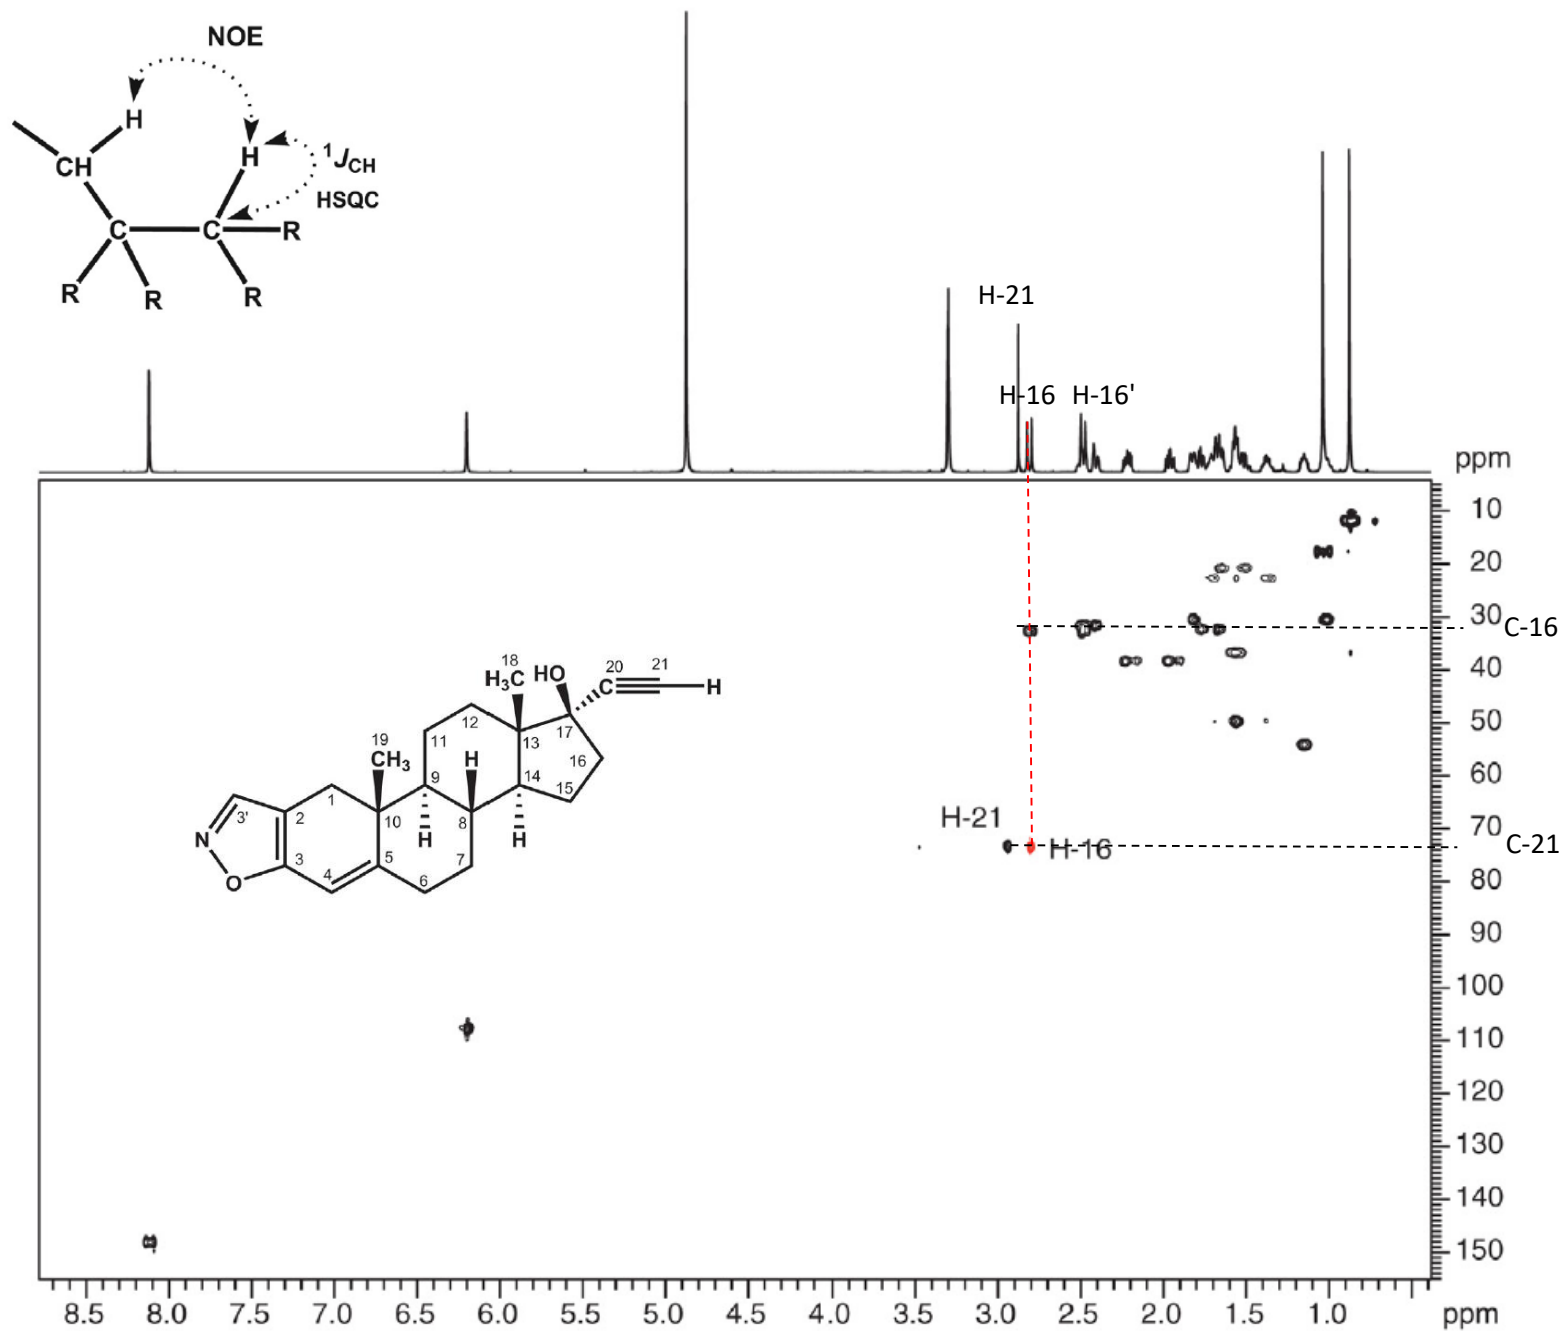 NOE
H
H
CH
¹JCH
HSQC
C
C
R
R
R
R
H-21
H-16 H-16'
ppm
10
20
30
C-16
40
50
60
70
H-21
H-16
C-21
80
90
100
110
120
130
140
150
18
H₃C
HO
20
21
C
H
12
17
13
19
CH₃
11
H
16
1
9
14
15
3'
2
10
8
N
H
H
3
5
7
4
6
O
8.5 8.0 7.5 7.0 6.5 6.0 5.5 5.0 4.5 4.0 3.5 3.0 2.5 2.0 1.5 1.0 ppm